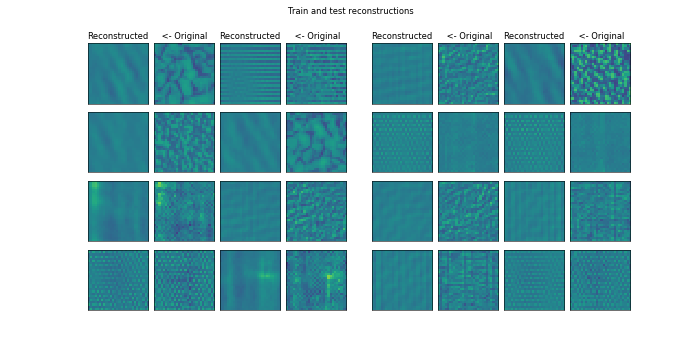 Train and test reconstructions
Reconstructed <- Original Reconstructed <- Original Reconstructed <- Original Reconstructed <- Original